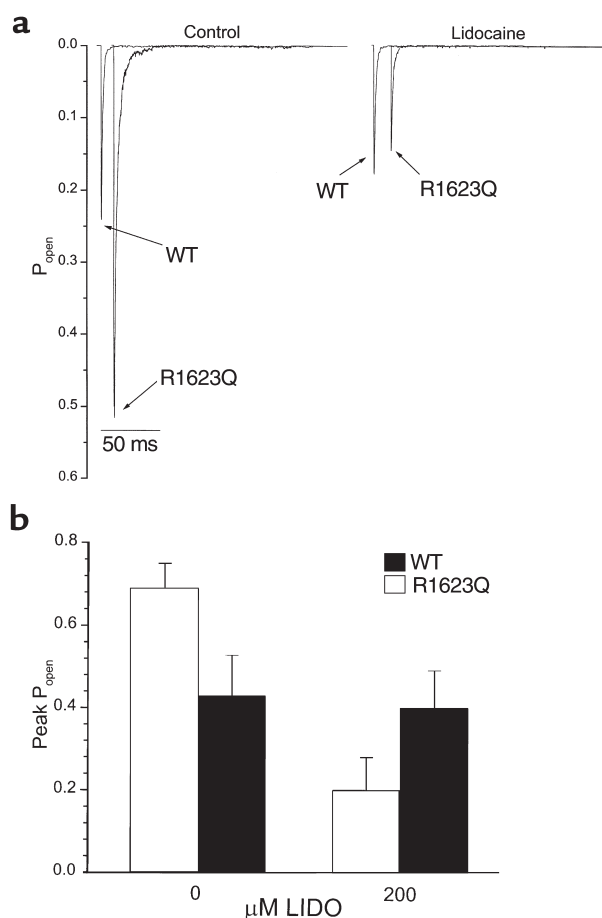 a
Control
Lidocaine
0.0
0.1
0.2
0.3
0.4
0.5
0.6
P open
WT
R1623Q
WT
R1623Q
50 ms
b
0.8
0.6
0.4
0.2
0.0
Peak P open
WT
R1623Q
0
200
μM LIDO